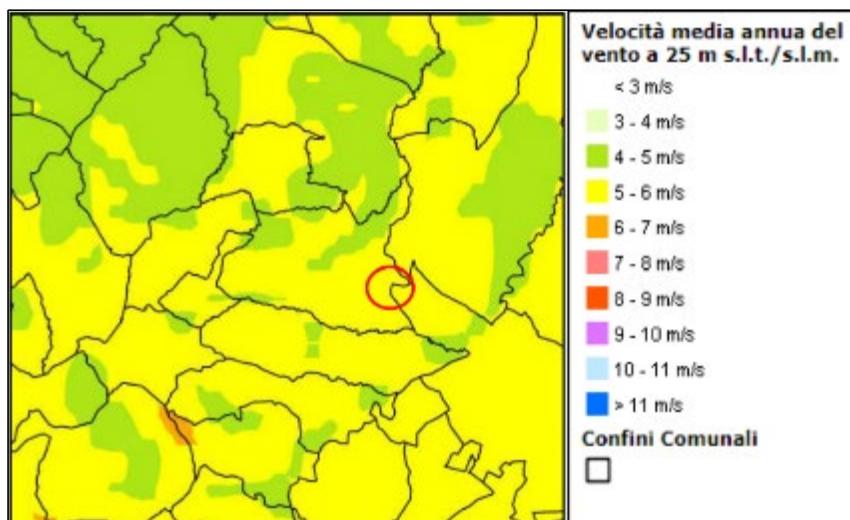 Velocità media annua del
vento a 25 m s.l.t./s.l.m.
< 3 m/s
3 - 4 m/s
4 - 5 m/s
5 - 6 m/s
6 - 7 m/s
7 - 8 m/s
8 - 9 m/s
9 - 10 m/s
10 - 11 m/s
> 11 m/s
Confini Comunali